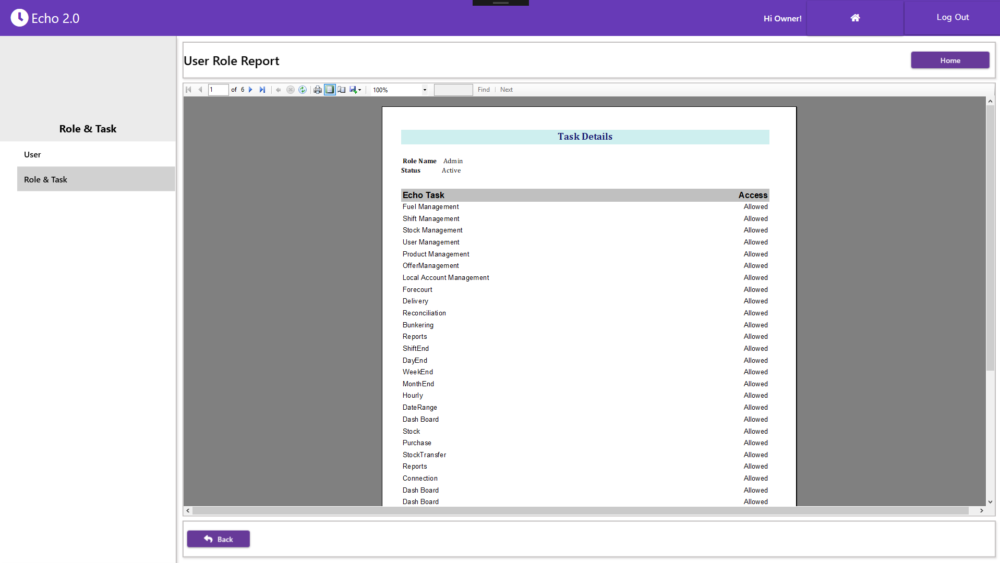 Echo 2.0
Hi Owner!
Log Out
Role & Task
User
Role & Task
User Role Report
Home
1 of 6 100% Find Next
Task Details
Role Name Admin
Status Active
Echo Task Access
Fuel Management Allowed
Shift Management Allowed
Stock Management Allowed
User Management Allowed
Product Management Allowed
OfferManagement Allowed
Local Account Management Allowed
Forecourt Allowed
Delivery Allowed
Reconciliation Allowed
Bunkering Allowed
Reports Allowed
ShiftEnd Allowed
DayEnd Allowed
WeekEnd Allowed
MonthEnd Allowed
Hourly Allowed
DateRange Allowed
Dash Board Allowed
Stock Allowed
Purchase Allowed
StockTransfer Allowed
Reports Allowed
Connection Allowed
Dash Board Allowed
Dash Board Allowed
Back